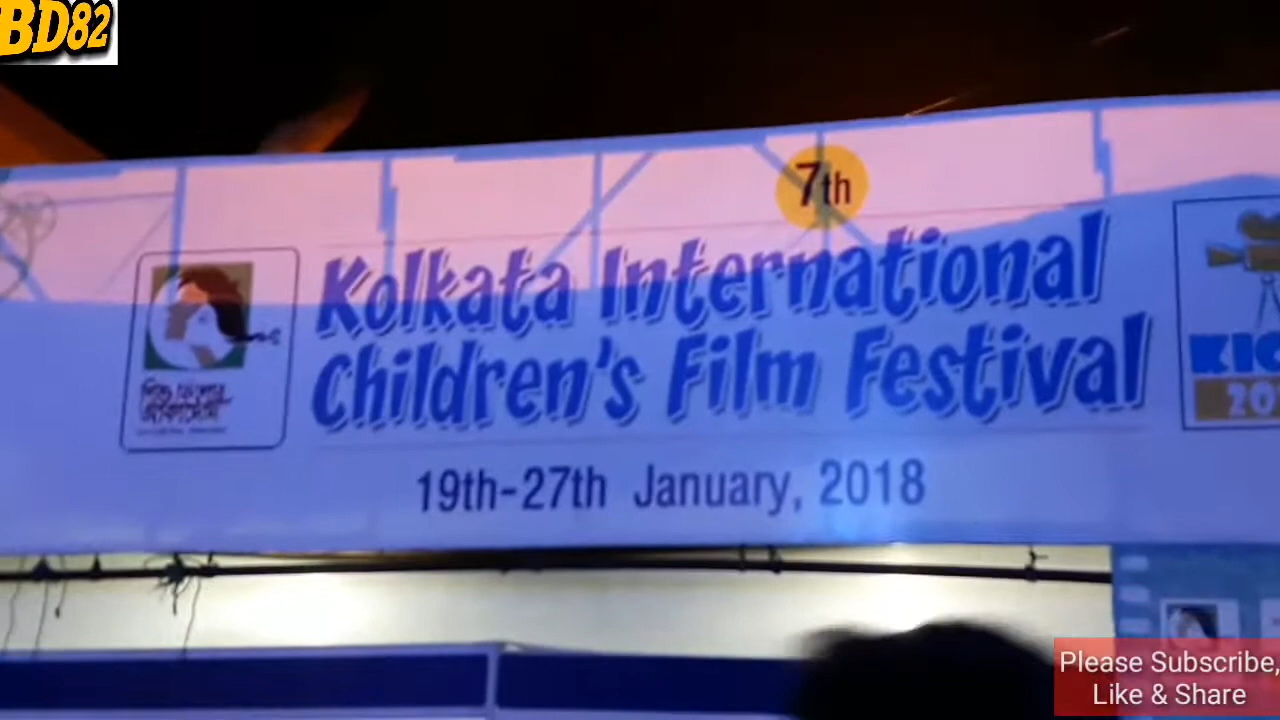 BD82
7th
Kolkata International
Children's Film Festival
19th-27th January, 2018
Please Subscribe,
Like & Share